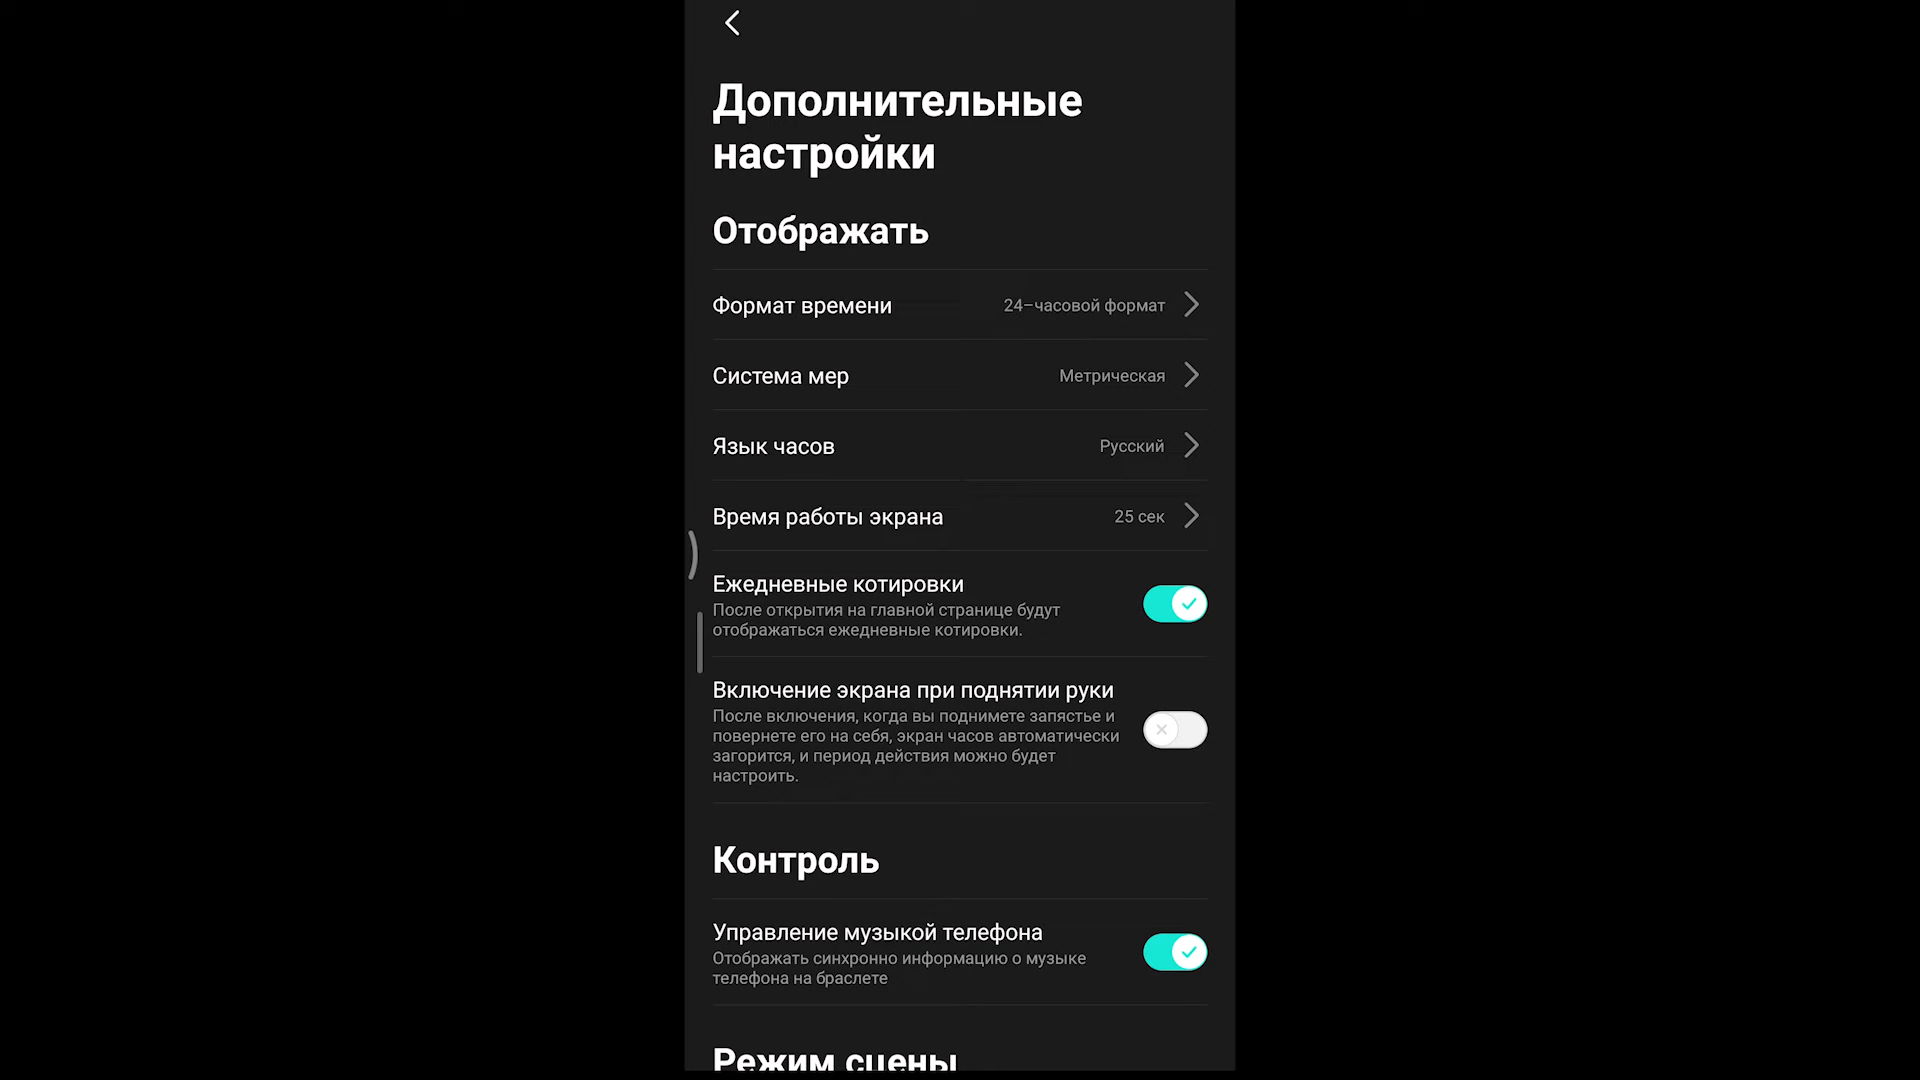 Дополнительные
настройки
Отображать
Формат времени 24-часовой формат
Система мер Метрическая
Язык часов Русский
Время работы экрана 25 сек
Ежедневные котировки
После открытия на главной странице будут
отображаться ежедневные котировки.
Включение экрана при поднятии руки
После включения, когда вы поднимете запястье и
повернете его на себя, экран часов автоматически
загорится, и период действия можно будет
настроить.
Контроль
Управление музыкой телефона
Отображать синхронно информацию о музыке
телефона на браслете
Режим сцены